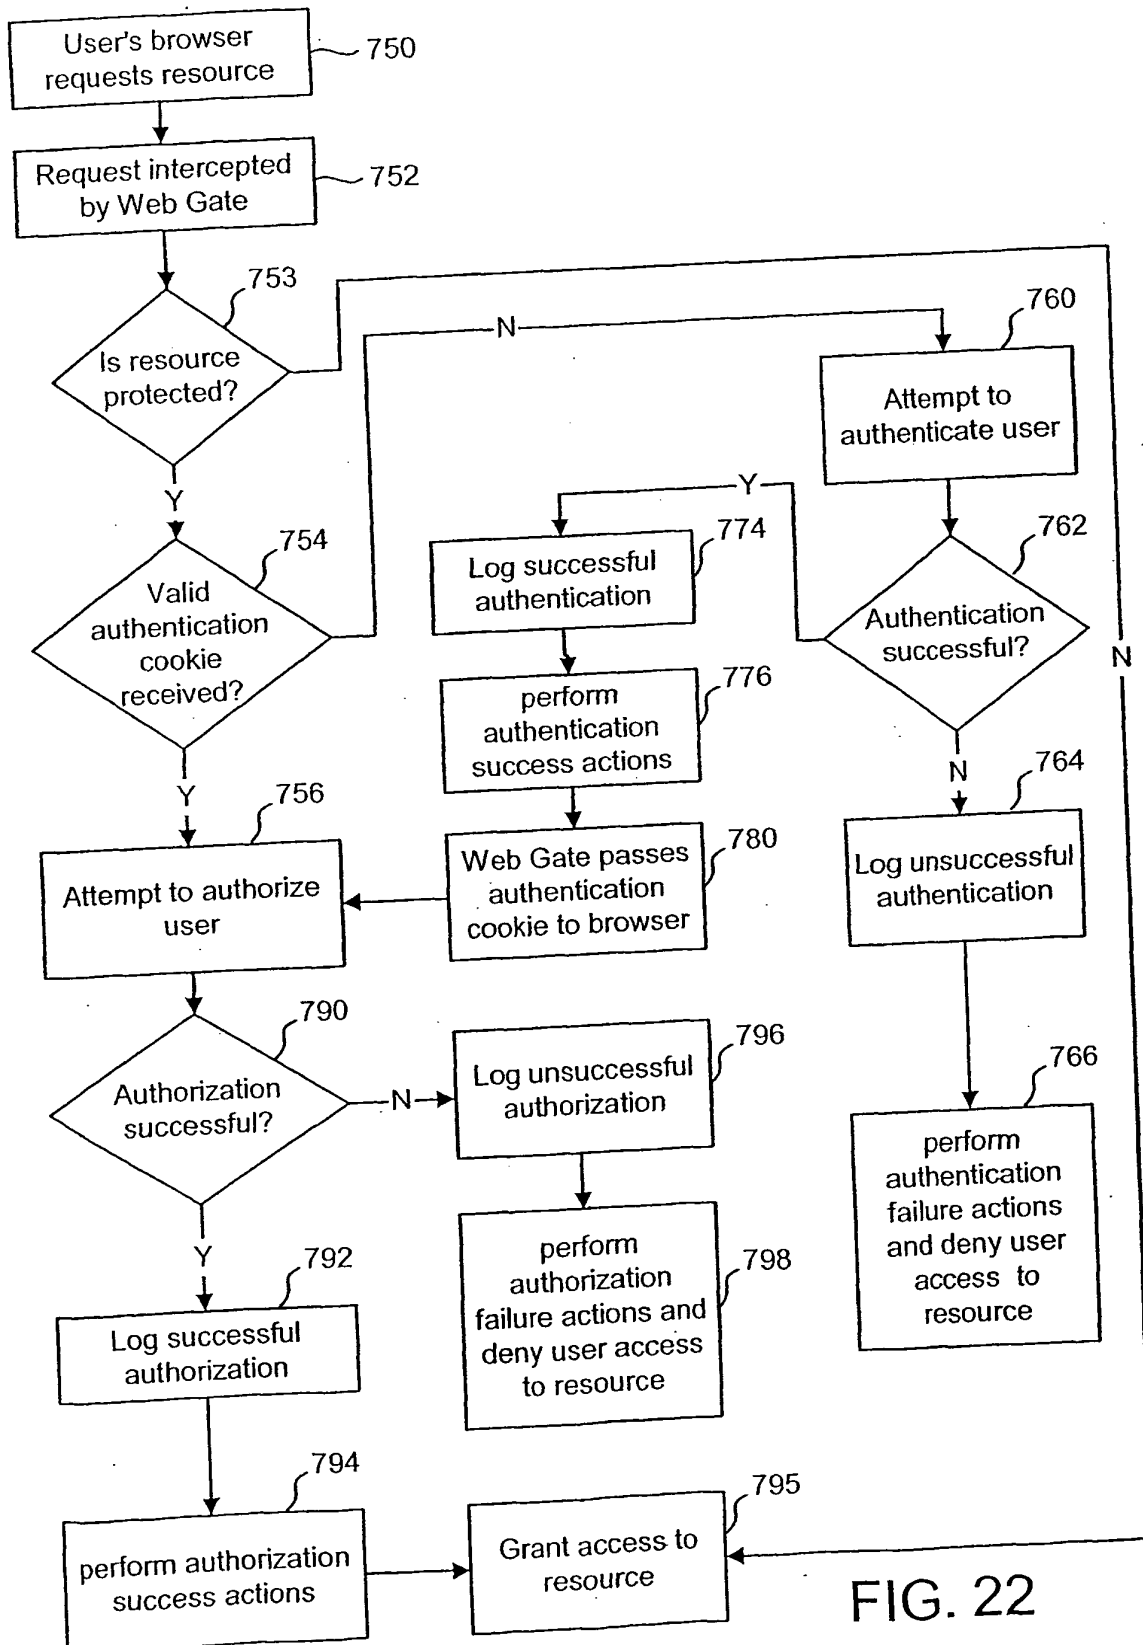 User's browser
requests resource
750
Request intercepted
by Web Gate
752
753
Is resource
protected?
N
Y
754
Valid
authentication
cookie
received?
N
Y
760
Attempt to
authenticate user
762
Authentication
successful?
Y
774
Log successful
authentication
776
perform
authentication
success actions
780
Web Gate passes
authentication
cookie to browser
N
764
Log unsuccessful
authentication
766
perform
authentication
failure actions
and deny user
access to
resource
756
Attempt to authorize
user
790
Authorization
successful?
N
796
Log unsuccessful
authorization
798
perform
authorization
failure actions and
deny user access
to resource
Y
792
Log successful
authorization
794
perform authorization
success actions
795
Grant access to
resource
FIG. 22